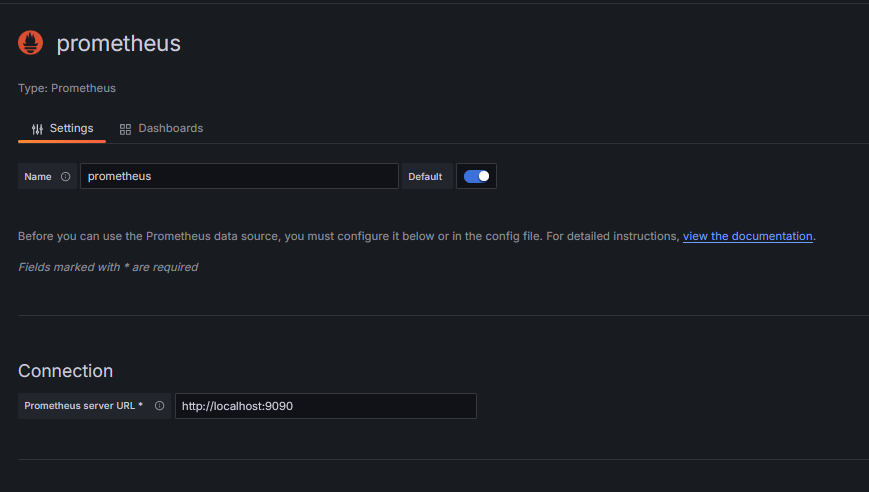 prometheus
Type: Prometheus
Settings Dashboards
Name prometheus Default
Before you can use the Prometheus data source, you must configure it below or in the config file. For detailed instructions, view the documentation.
Fields marked with * are required
Connection
Prometheus server URL * http://localhost:9090